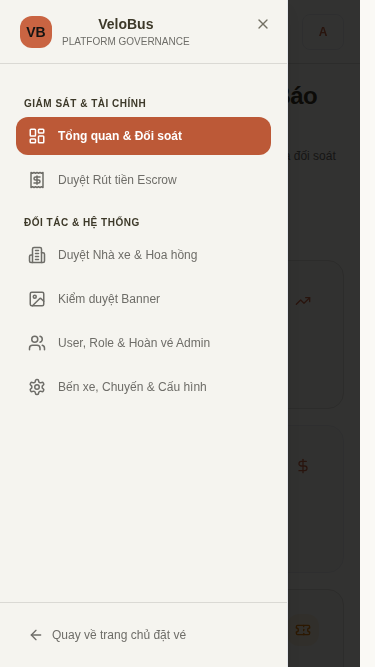 VB
VeloBus
PLATFORM GOVERNANCE
A
GIÁM SÁT & TÀI CHÍNH
Tổng quan & Đối soát
Duyệt Rút tiền Escrow
ĐỐI TÁC & HỆ THỐNG
Duyệt Nhà xe & Hoa hồng
Kiểm duyệt Banner
User, Role & Hoàn vé Admin
Bến xe, Chuyến & Cấu hình
Quay về trang chủ đặt vé
đối soát